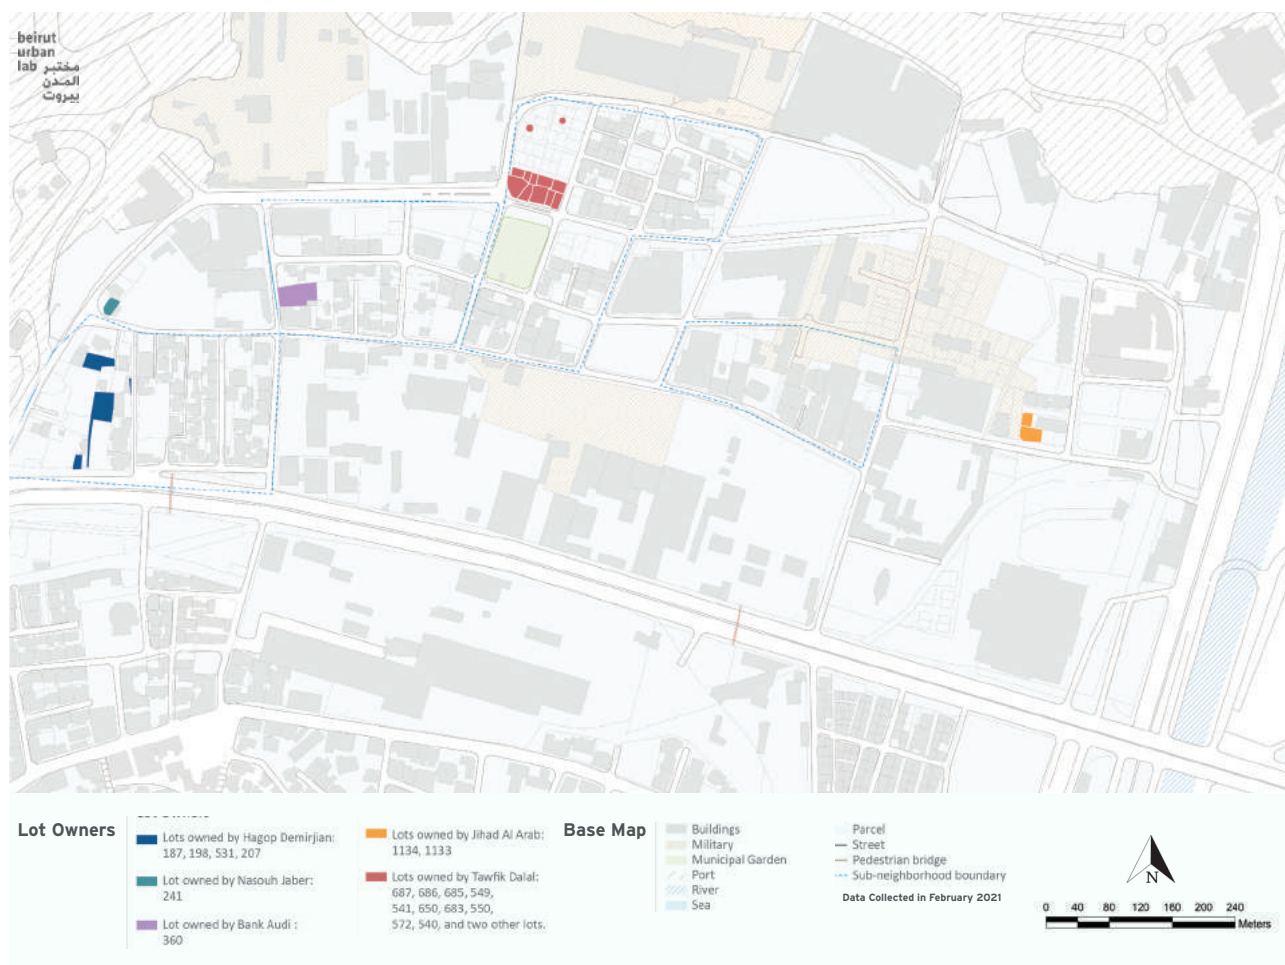 beirut
urban
lab مختبر
المدن
بيروت
Lot Owners
Lots owned by Hagop Demirjian:
187, 198, 531, 207
Lot owned by Nasouh Jaber:
241
Lot owned by Bank Audi :
360
Lots owned by Jihad Al Arab:
1134, 1133
Lots owned by Tawfik Dalal:
687, 686, 685, 549,
541, 650, 683, 550,
572, 540, and two other lots.
Base Map
Buildings
Military
Municipal Garden
Port
River
Sea
Parcel
Street
Pedestrian bridge
Sub-neighborhood boundary
Data Collected in February 2021
N
0 40 80 120 160 200 240
Meters